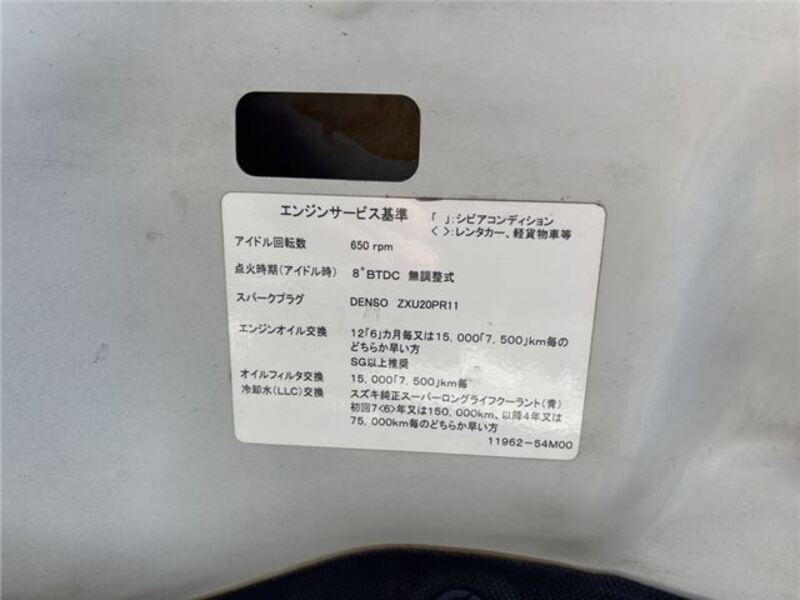 エンジンサービス基準
「 」:シビアコンディション
< >:レンタカー、軽貨物車等
アイドル回転数 650 rpm
点火時期(アイドル時) 8°BTDC 無調整式
スパークプラグ DENSO ZXU20PR11
エンジンオイル交換 12「6」カ月毎又は15,000「7,500」km毎の
どちらか早い方
SG以上推奨
オイルフィルタ交換 15,000「7,500」km毎
冷却水(LLC)交換 スズキ純正スーパーロングライフクーラント(青)
初回7<6>年又は150,000km、以降4年又は
75,000km毎のどちらか早い方
11962-54M00